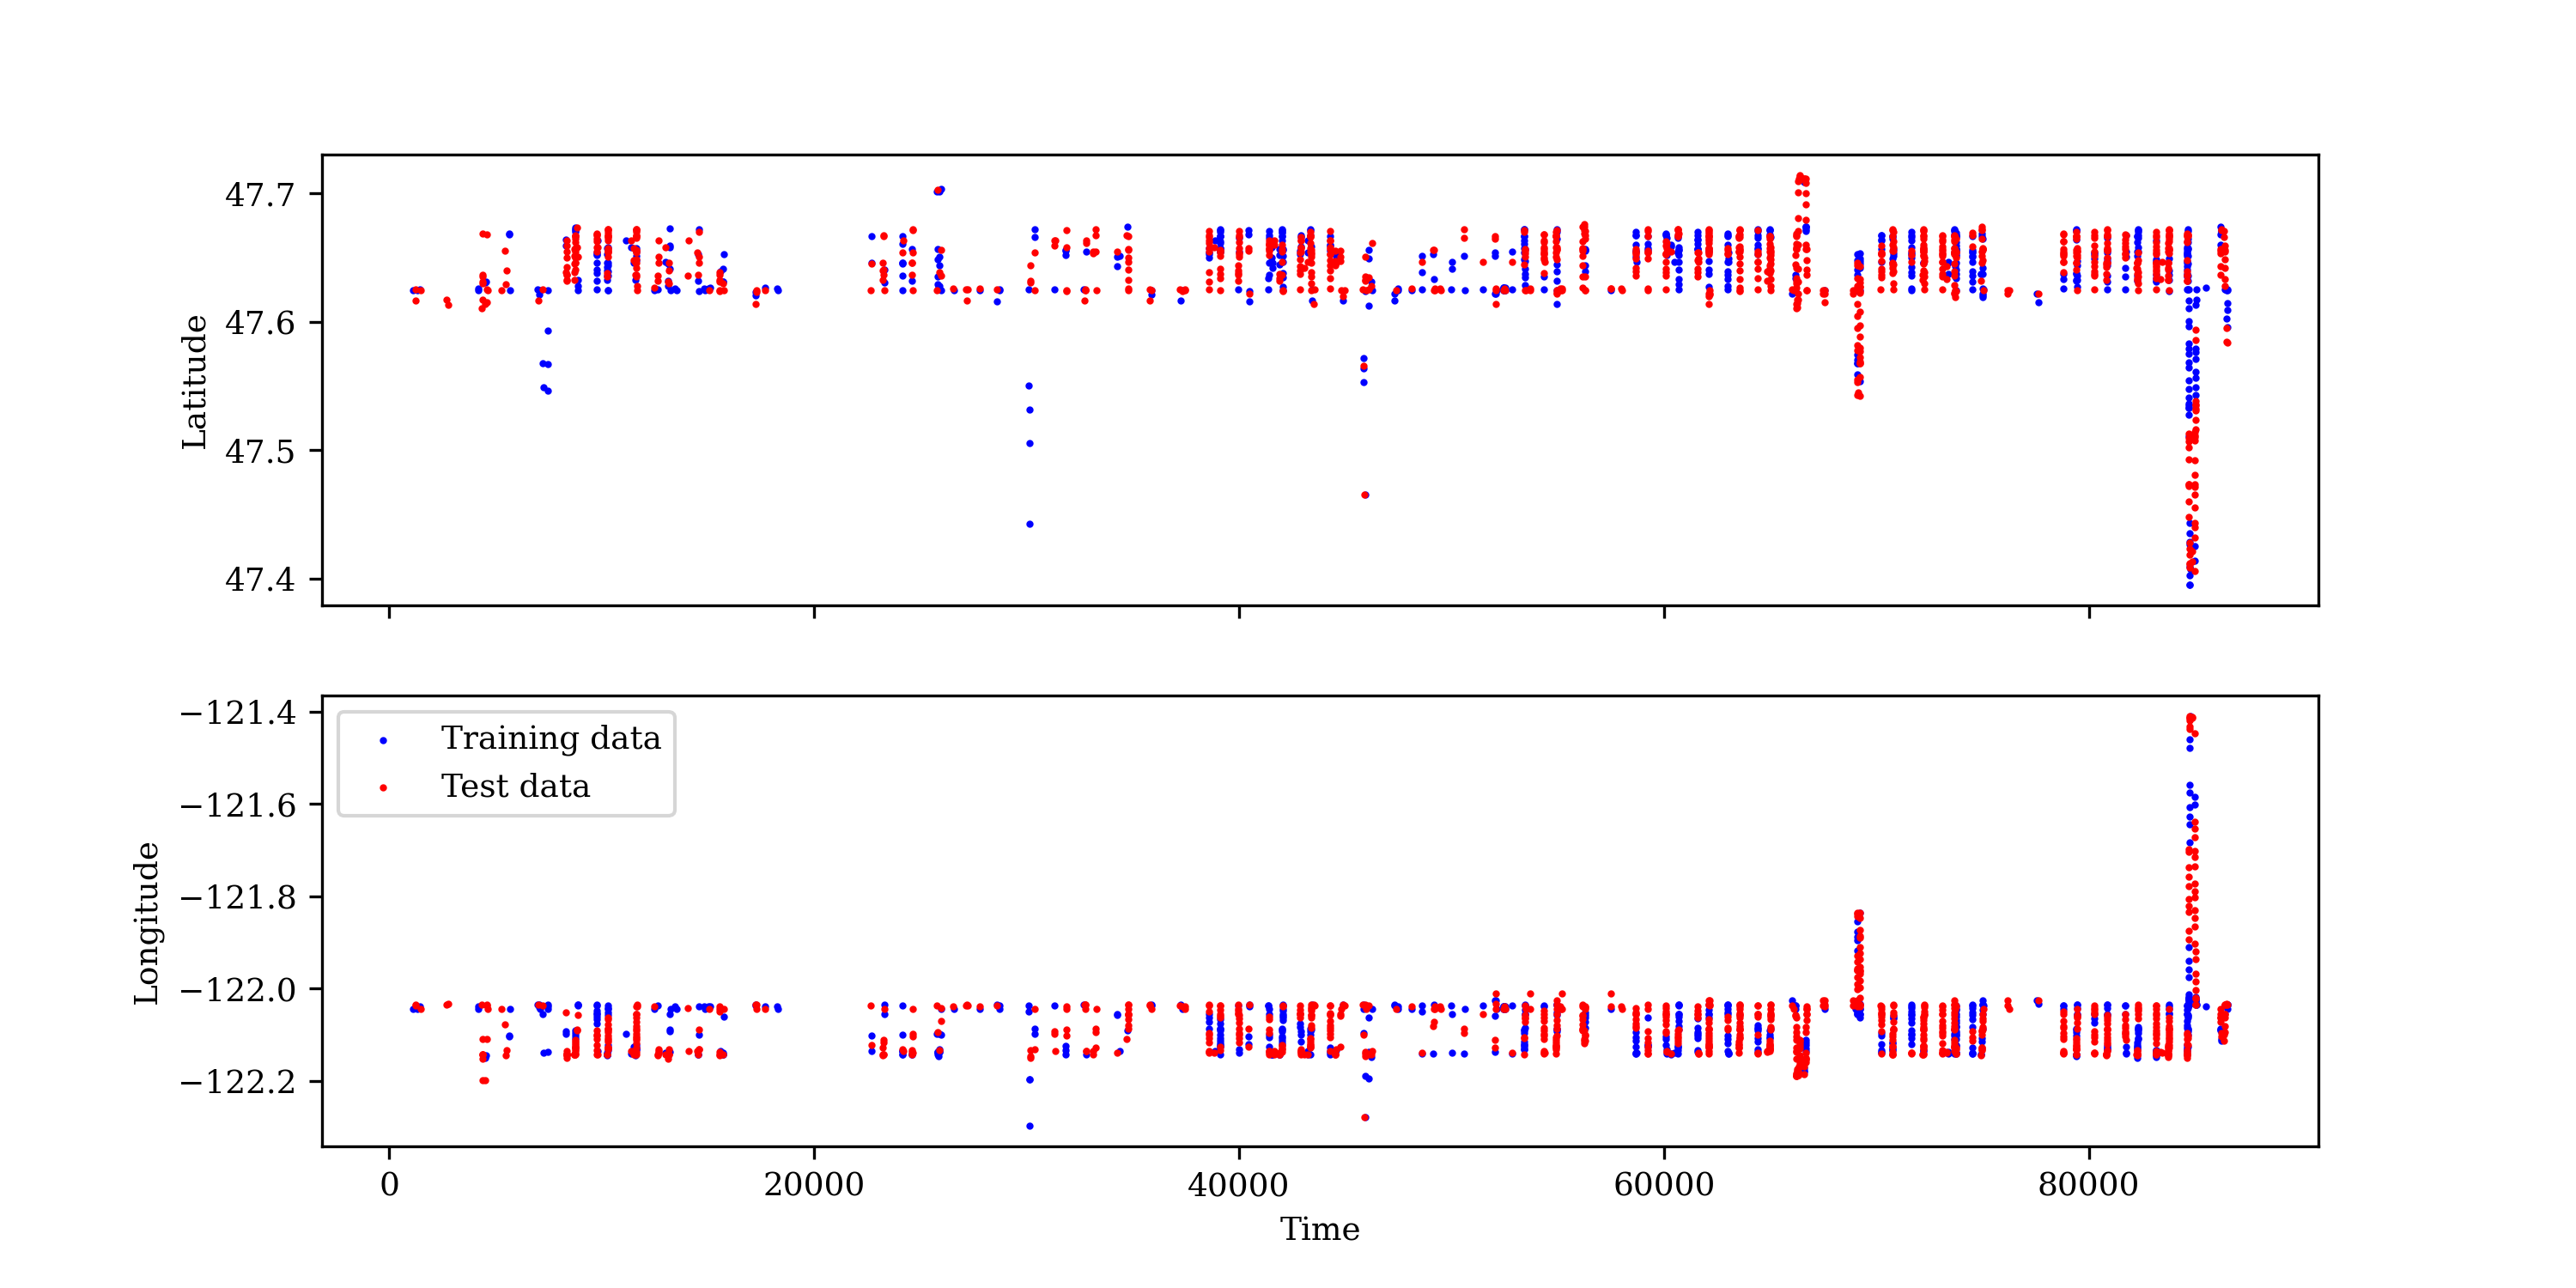 47.7
47.6
47.5
47.4
Latitude
−121.4
−121.6
−121.8
−122.0
−122.2
Longitude
Training data
Test data
0 20000 40000 60000 80000
Time